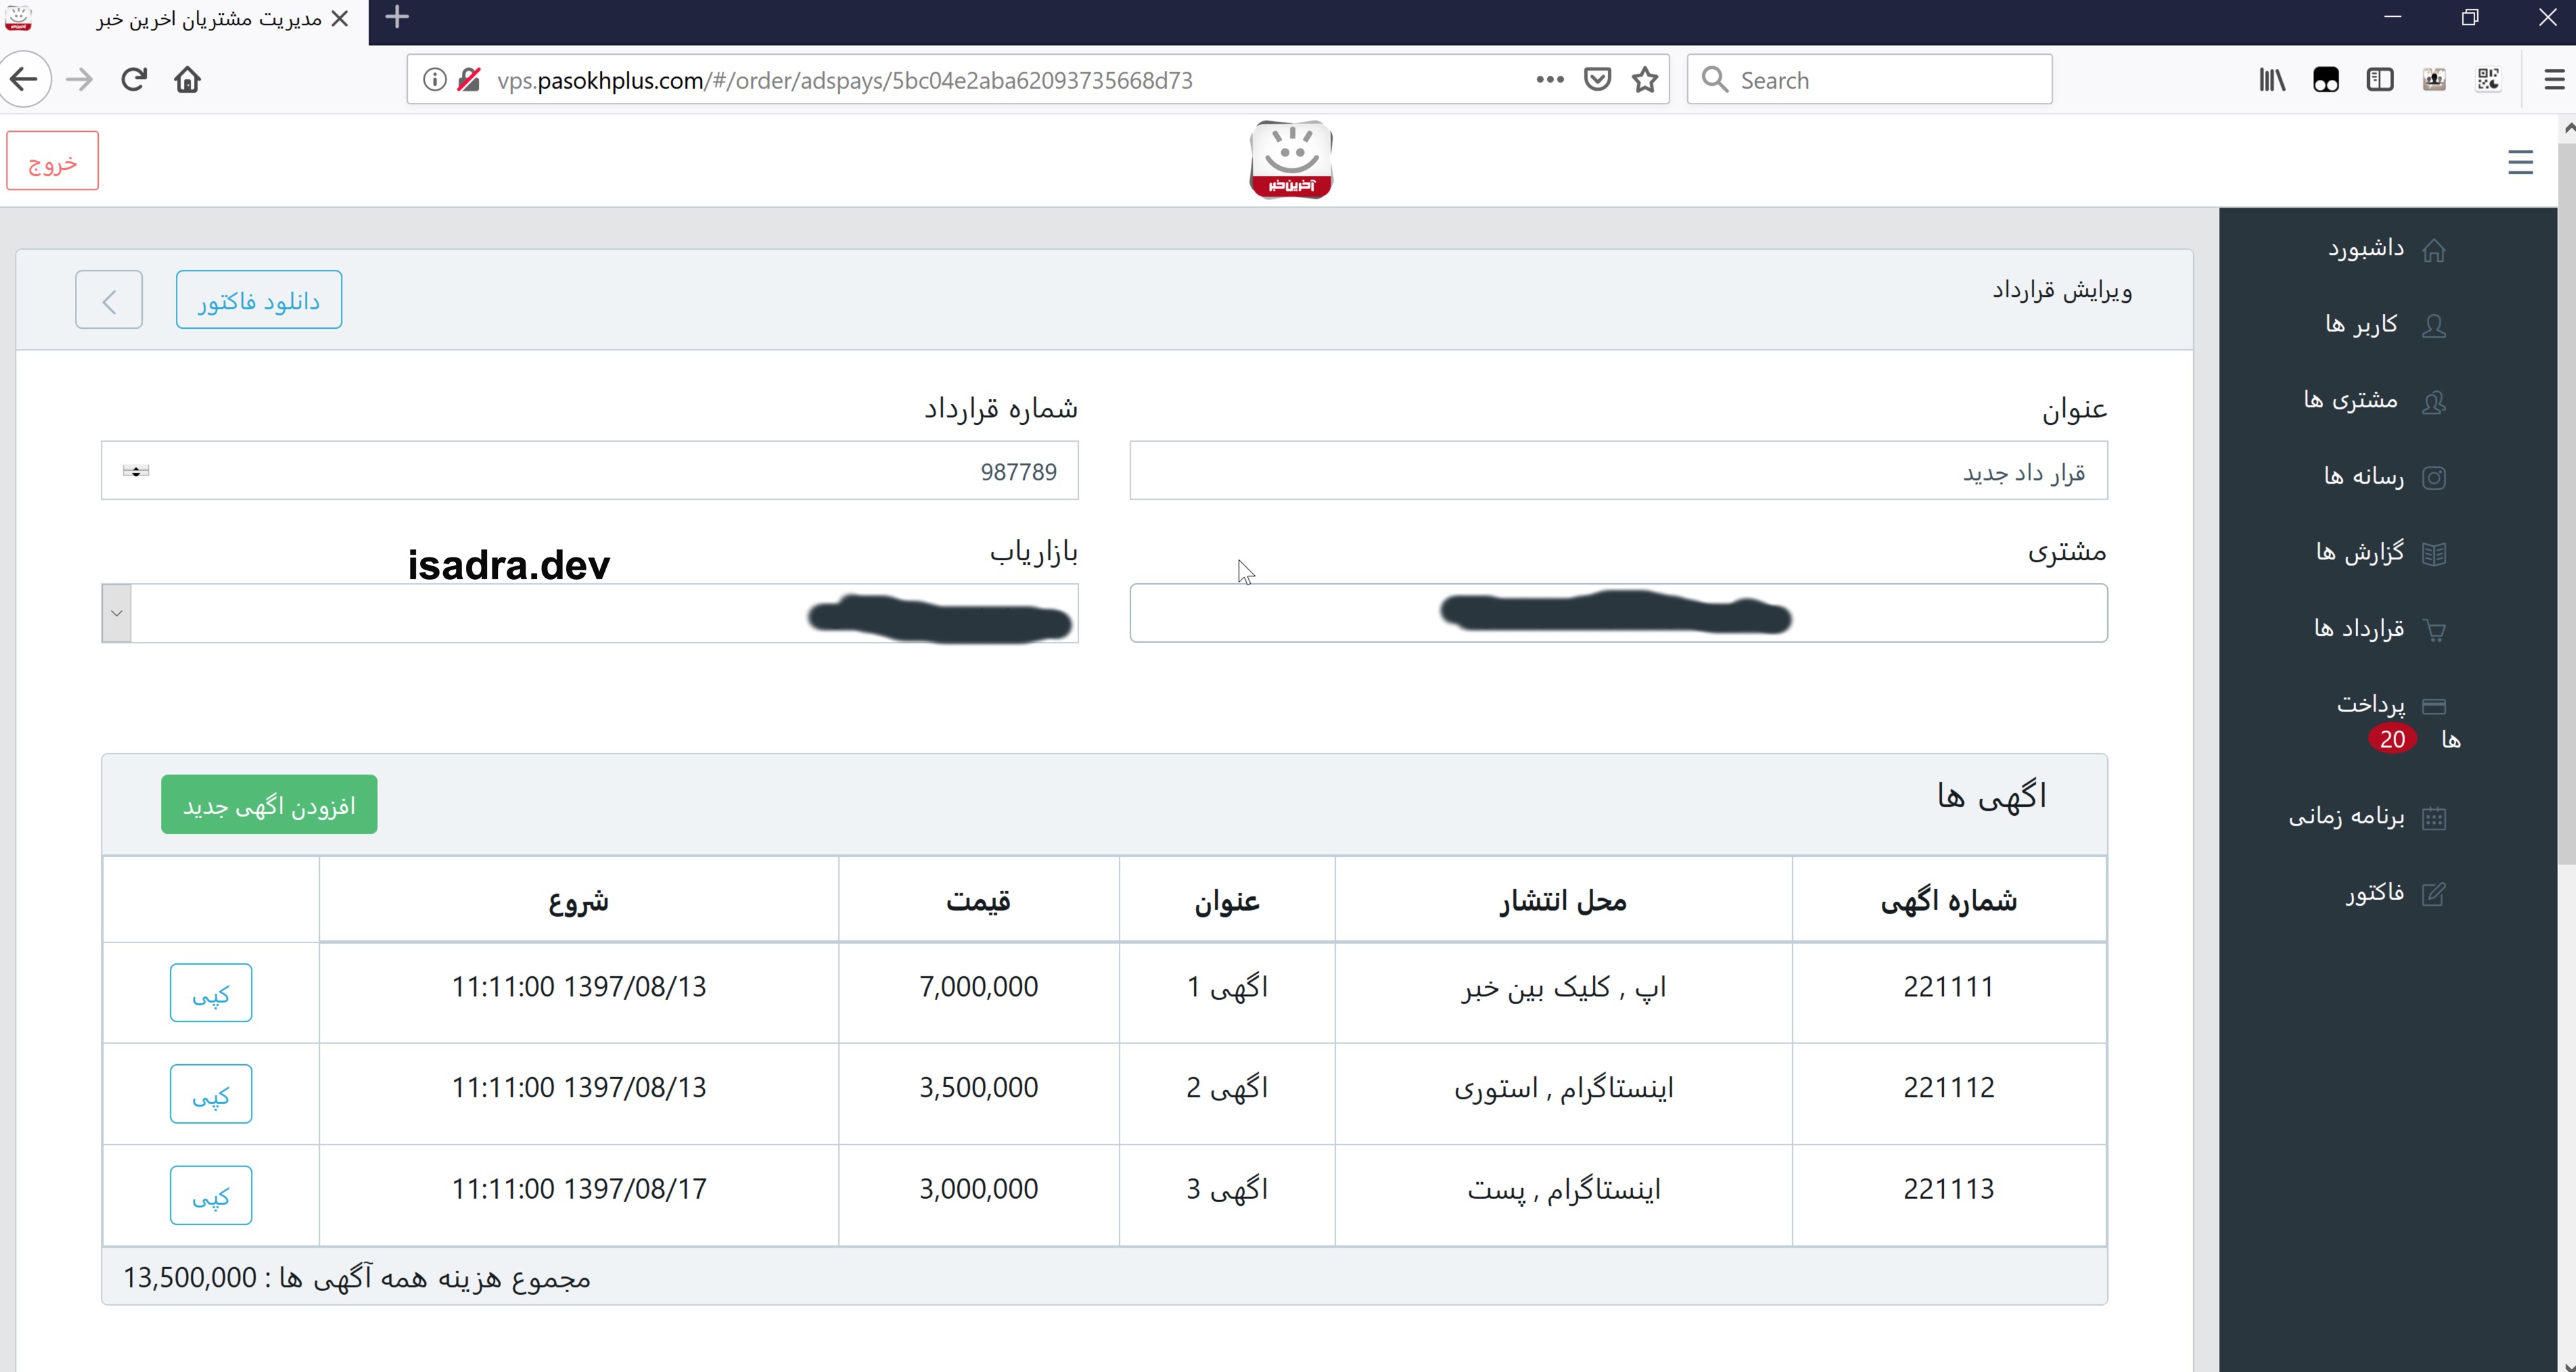 مدیریت مشتریان اخرین خبر
vps.pasokhplus.com/#/order/adspays/5bc04e2aba62093735668d73
Search
خروج
آخرین خبر
داشبورد
کاربر ها
مشتری ها
رسانه ها
گزارش ها
قرارداد ها
پرداخت
ها 20
برنامه زمانی
فاکتور
ویرایش قرارداد
دانلود فاکتور
عنوان
شماره قرارداد
قرار داد جدید
987789
مشتری
بازاریاب
isadra.dev
اگهی ها
افزودن اگهی جدید
شماره اگهی محل انتشار عنوان قیمت شروع
221111 اپ , کلیک بین خبر اگهی 1 7,000,000 11:11:00 1397/08/13 کپی
221112 اینستاگرام , استوری اگهی 2 3,500,000 11:11:00 1397/08/13 کپی
221113 اینستاگرام , پست اگهی 3 3,000,000 11:11:00 1397/08/17 کپی
مجموع هزینه همه آگهی ها : 13,500,000